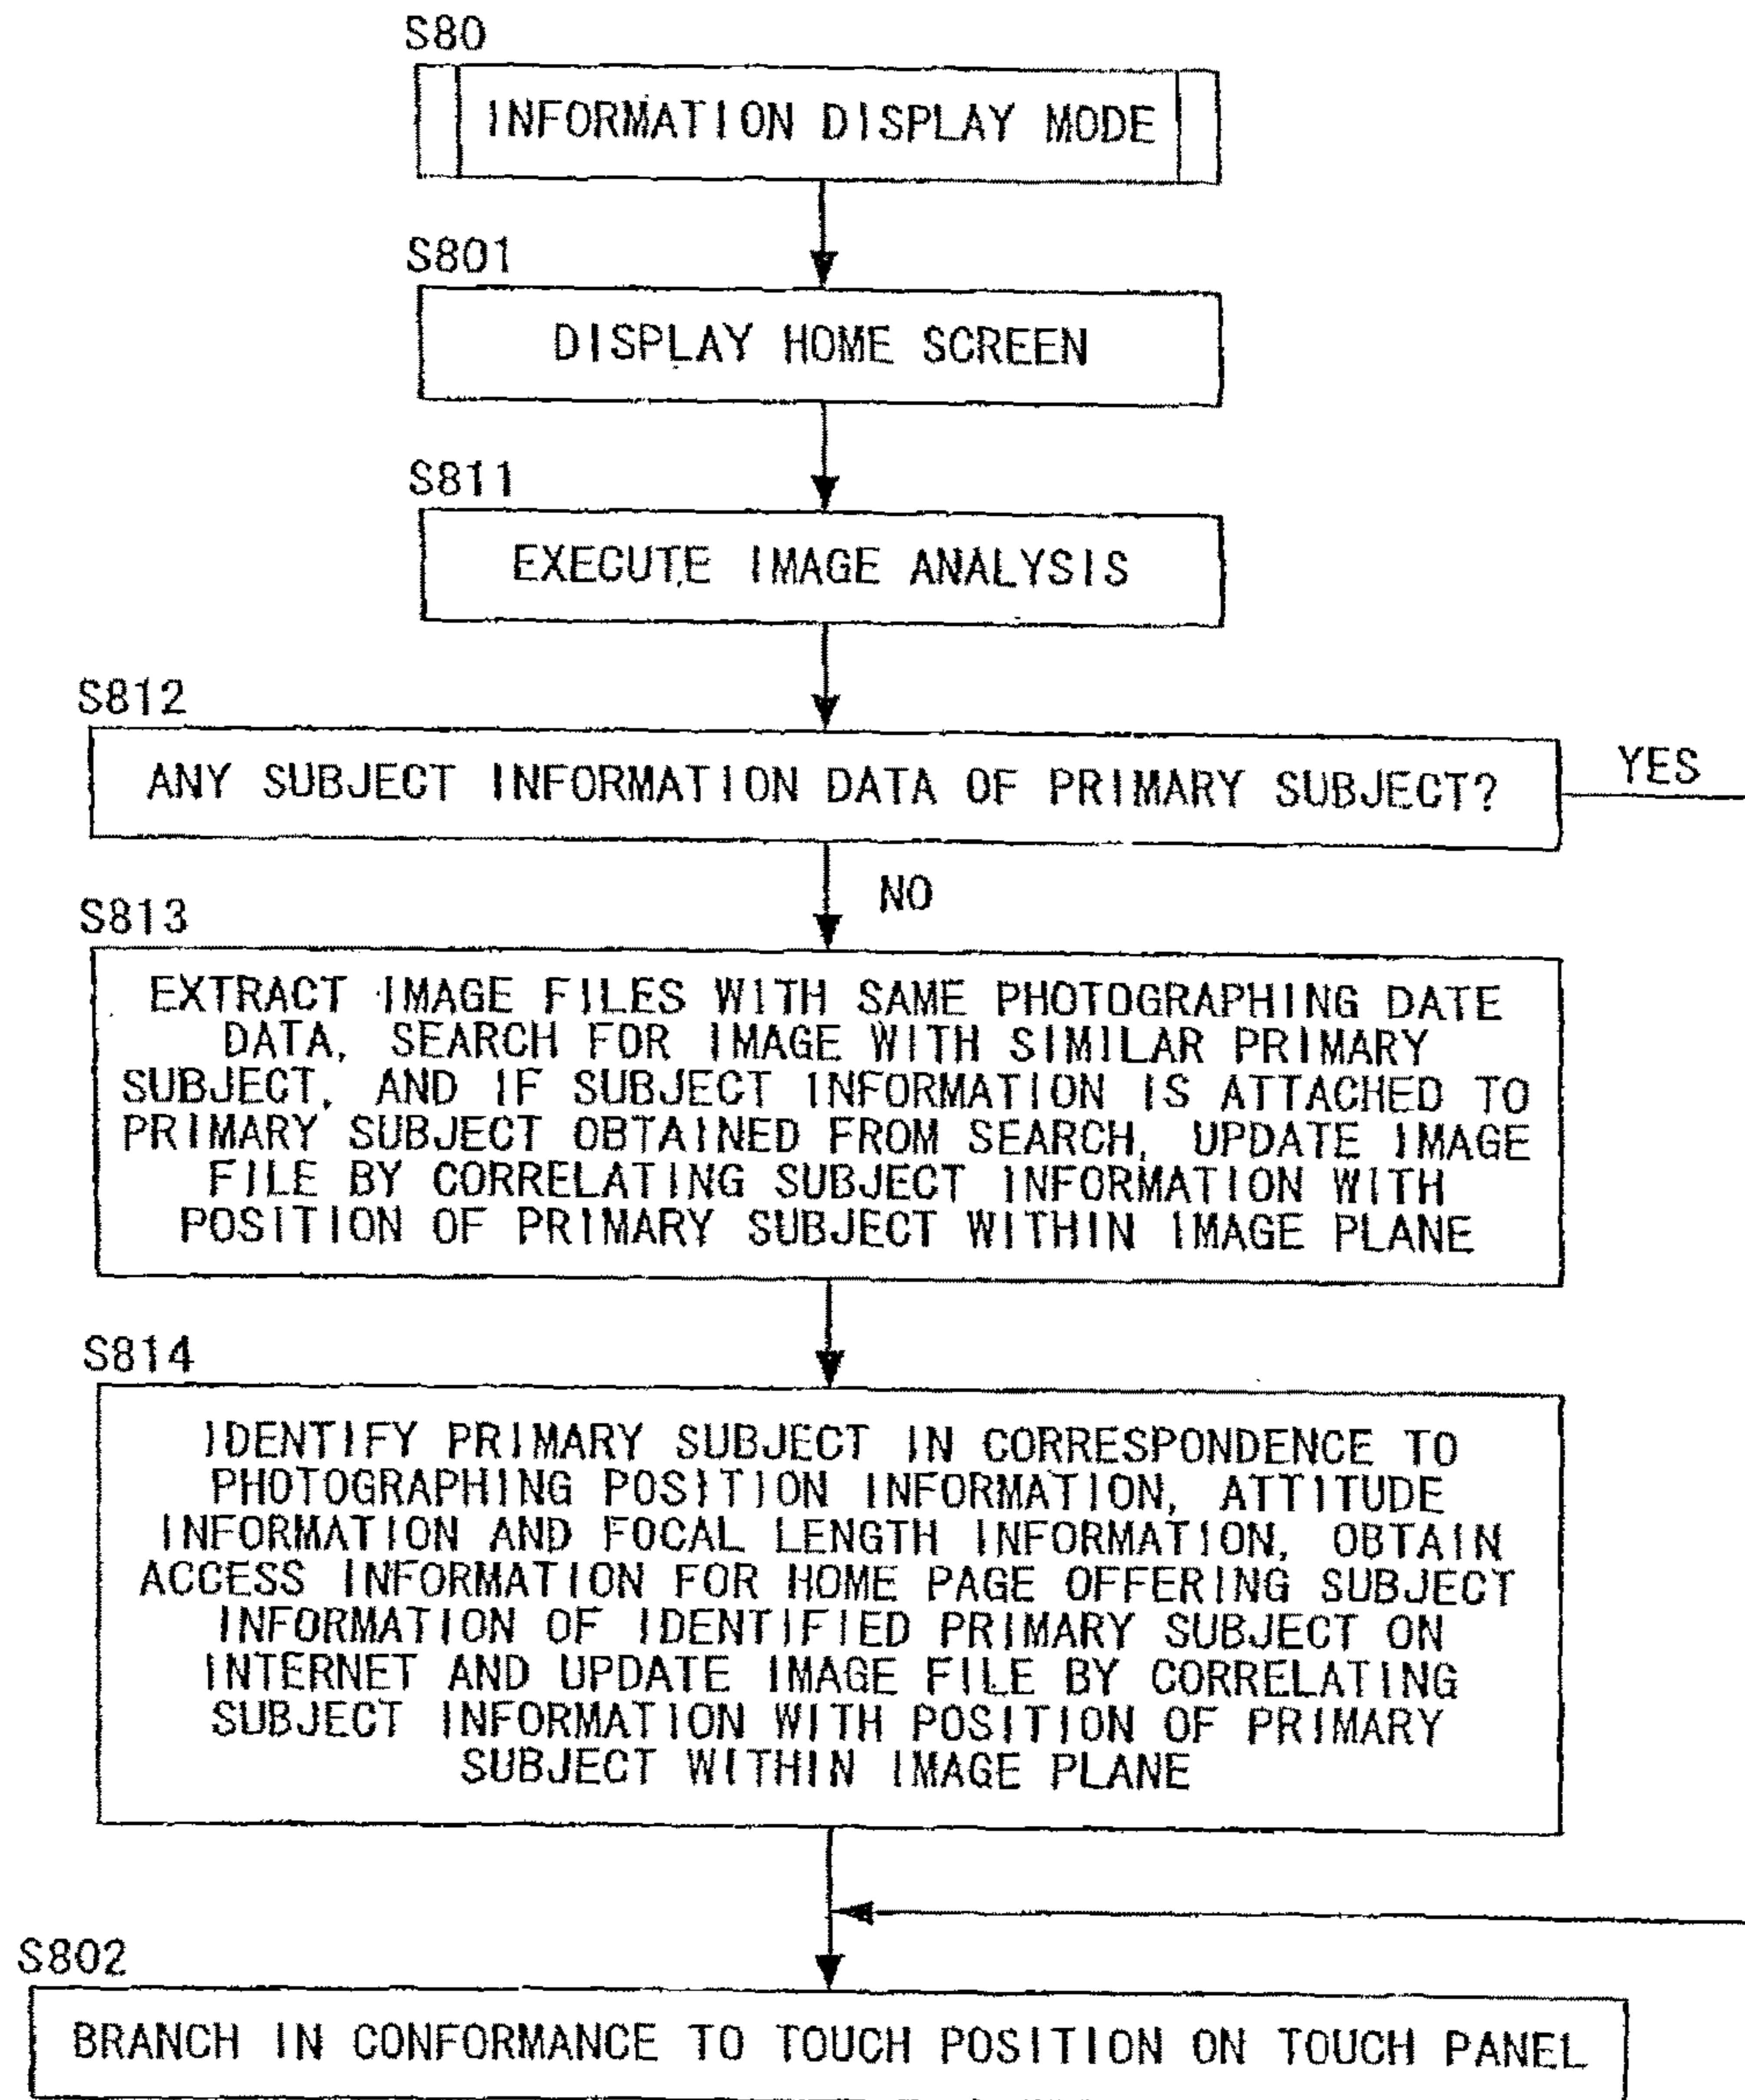 S80
INFORMATION DISPLAY MODE
S801
DISPLAY HOME SCREEN
S811
EXECUTE IMAGE ANALYSIS
S812
ANY SUBJECT INFORMATION DATA OF PRIMARY SUBJECT?
YES
NO
S813
EXTRACT IMAGE FILES WITH SAME PHOTOGRAPHING DATE
DATA, SEARCH FOR IMAGE WITH SIMILAR PRIMARY
SUBJECT, AND IF SUBJECT INFORMATION IS ATTACHED TO
PRIMARY SUBJECT OBTAINED FROM SEARCH, UPDATE IMAGE
FILE BY CORRELATING SUBJECT INFORMATION WITH
POSITION OF PRIMARY SUBJECT WITHIN IMAGE PLANE
S814
IDENTIFY PRIMARY SUBJECT IN CORRESPONDENCE TO
PHOTOGRAPHING POSITION INFORMATION, ATTITUDE
INFORMATION AND FOCAL LENGTH INFORMATION, OBTAIN
ACCESS INFORMATION FOR HOME PAGE OFFERING SUBJECT
INFORMATION OF IDENTIFIED PRIMARY SUBJECT ON
INTERNET AND UPDATE IMAGE FILE BY CORRELATING
SUBJECT INFORMATION WITH POSITION OF PRIMARY
SUBJECT WITHIN IMAGE PLANE
S802
BRANCH IN CONFORMANCE TO TOUCH POSITION ON TOUCH PANEL